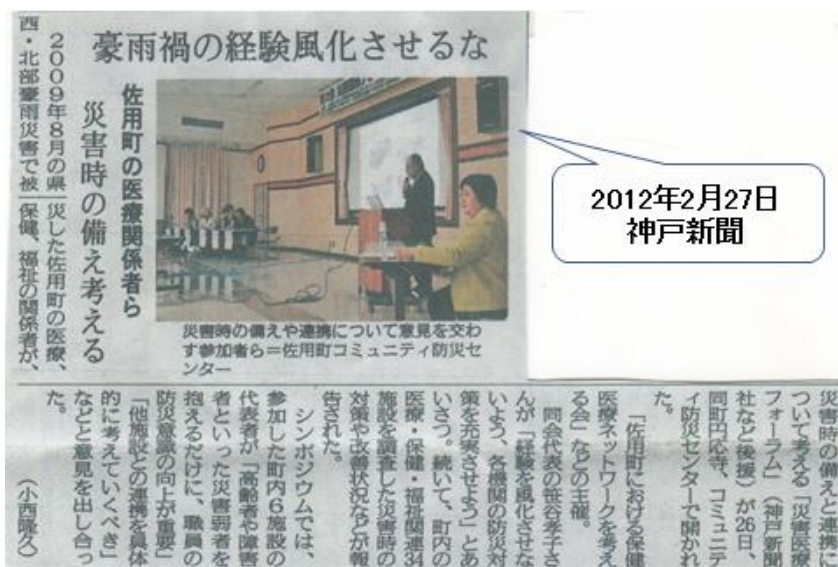 豪雨禍の経験風化させるな
佐用町の医療関係者ら
災害時の備え考える
2009年8月の県
西・北部豪雨災害で被
災した佐用町の医療、
保健、福祉の関係者が、
災害時の備えや連携について意見を交わ
す参加者ら=佐用町コミュニティ防災セ
ンター
2012年2月27日
神戸新聞
災害時の備えと連携に
ついて考える「災害医療
フォーラム」(神戸新聞
社など後援)が26日、
同町円応寺、コミュニテ
ィ防災センターで開かれ
た。
「佐用町における保健
医療ネットワークを考え
る会」などの主催。
同会代表の笹谷孝子さ
んが「経験を風化させな
いよう、各機関の防災対
策を充実させよう」とあ
いさつ。続いて、町内の
医療・保健・福祉関連34
施設を調査した災害時の
対策や改善状況などが報
告された。
シンポジウムでは、
参加した町内6施設の
代表者が「高齢者や障害
者といった災害弱者を
抱えるだけに、職員の
防災意識の向上が重要」
「他施設との連携を具体
的に考えていくべき」
などと意見を出し合っ
た。
(小西隆久)